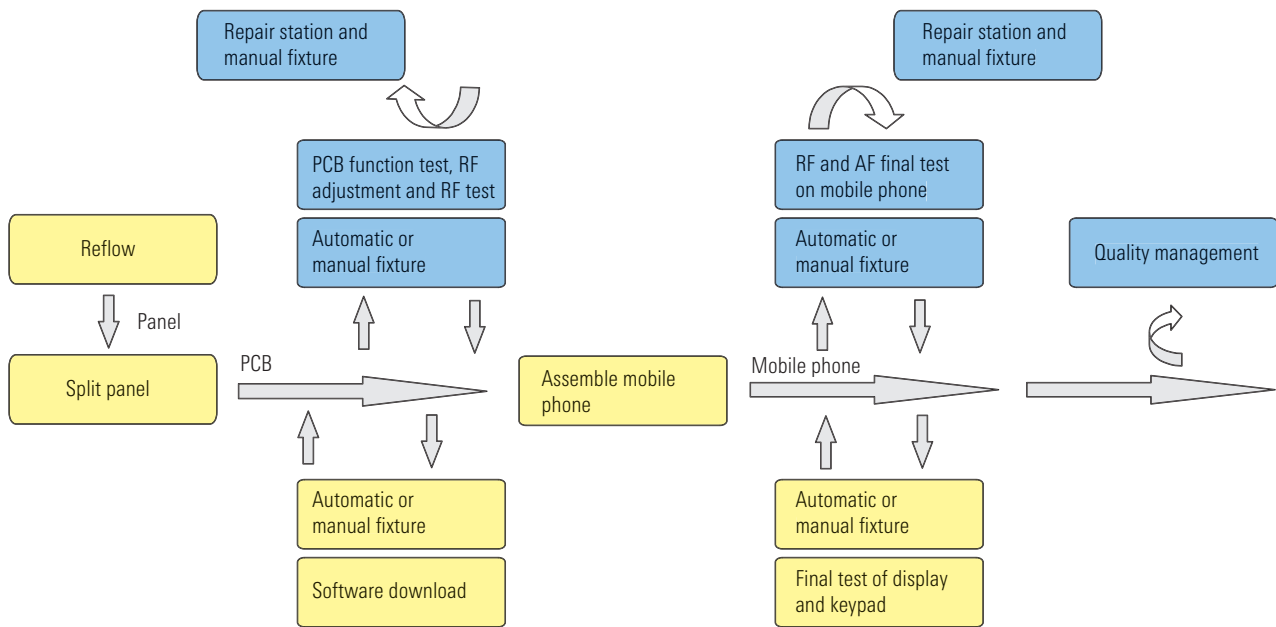 Repair station and
manual fixture
Repair station and
manual fixture
PCB function test, RF
adjustment and RF test
RF and AF final test
on mobile phone
Reflow
Automatic or
manual fixture
Automatic or
manual fixture
Quality management
Panel
Split panel
PCB
Assemble mobile
phone
Mobile phone
Automatic or
manual fixture
Automatic or
manual fixture
Software download
Final test of display
and keypad